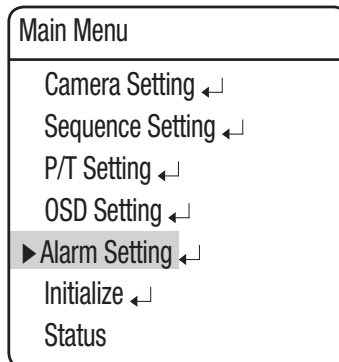 Main Menu
Camera Setting ↵
Sequence Setting ↵
P/T Setting ↵
OSD Setting ↵
▶Alarm Setting ↵
Initialize ↵
Status